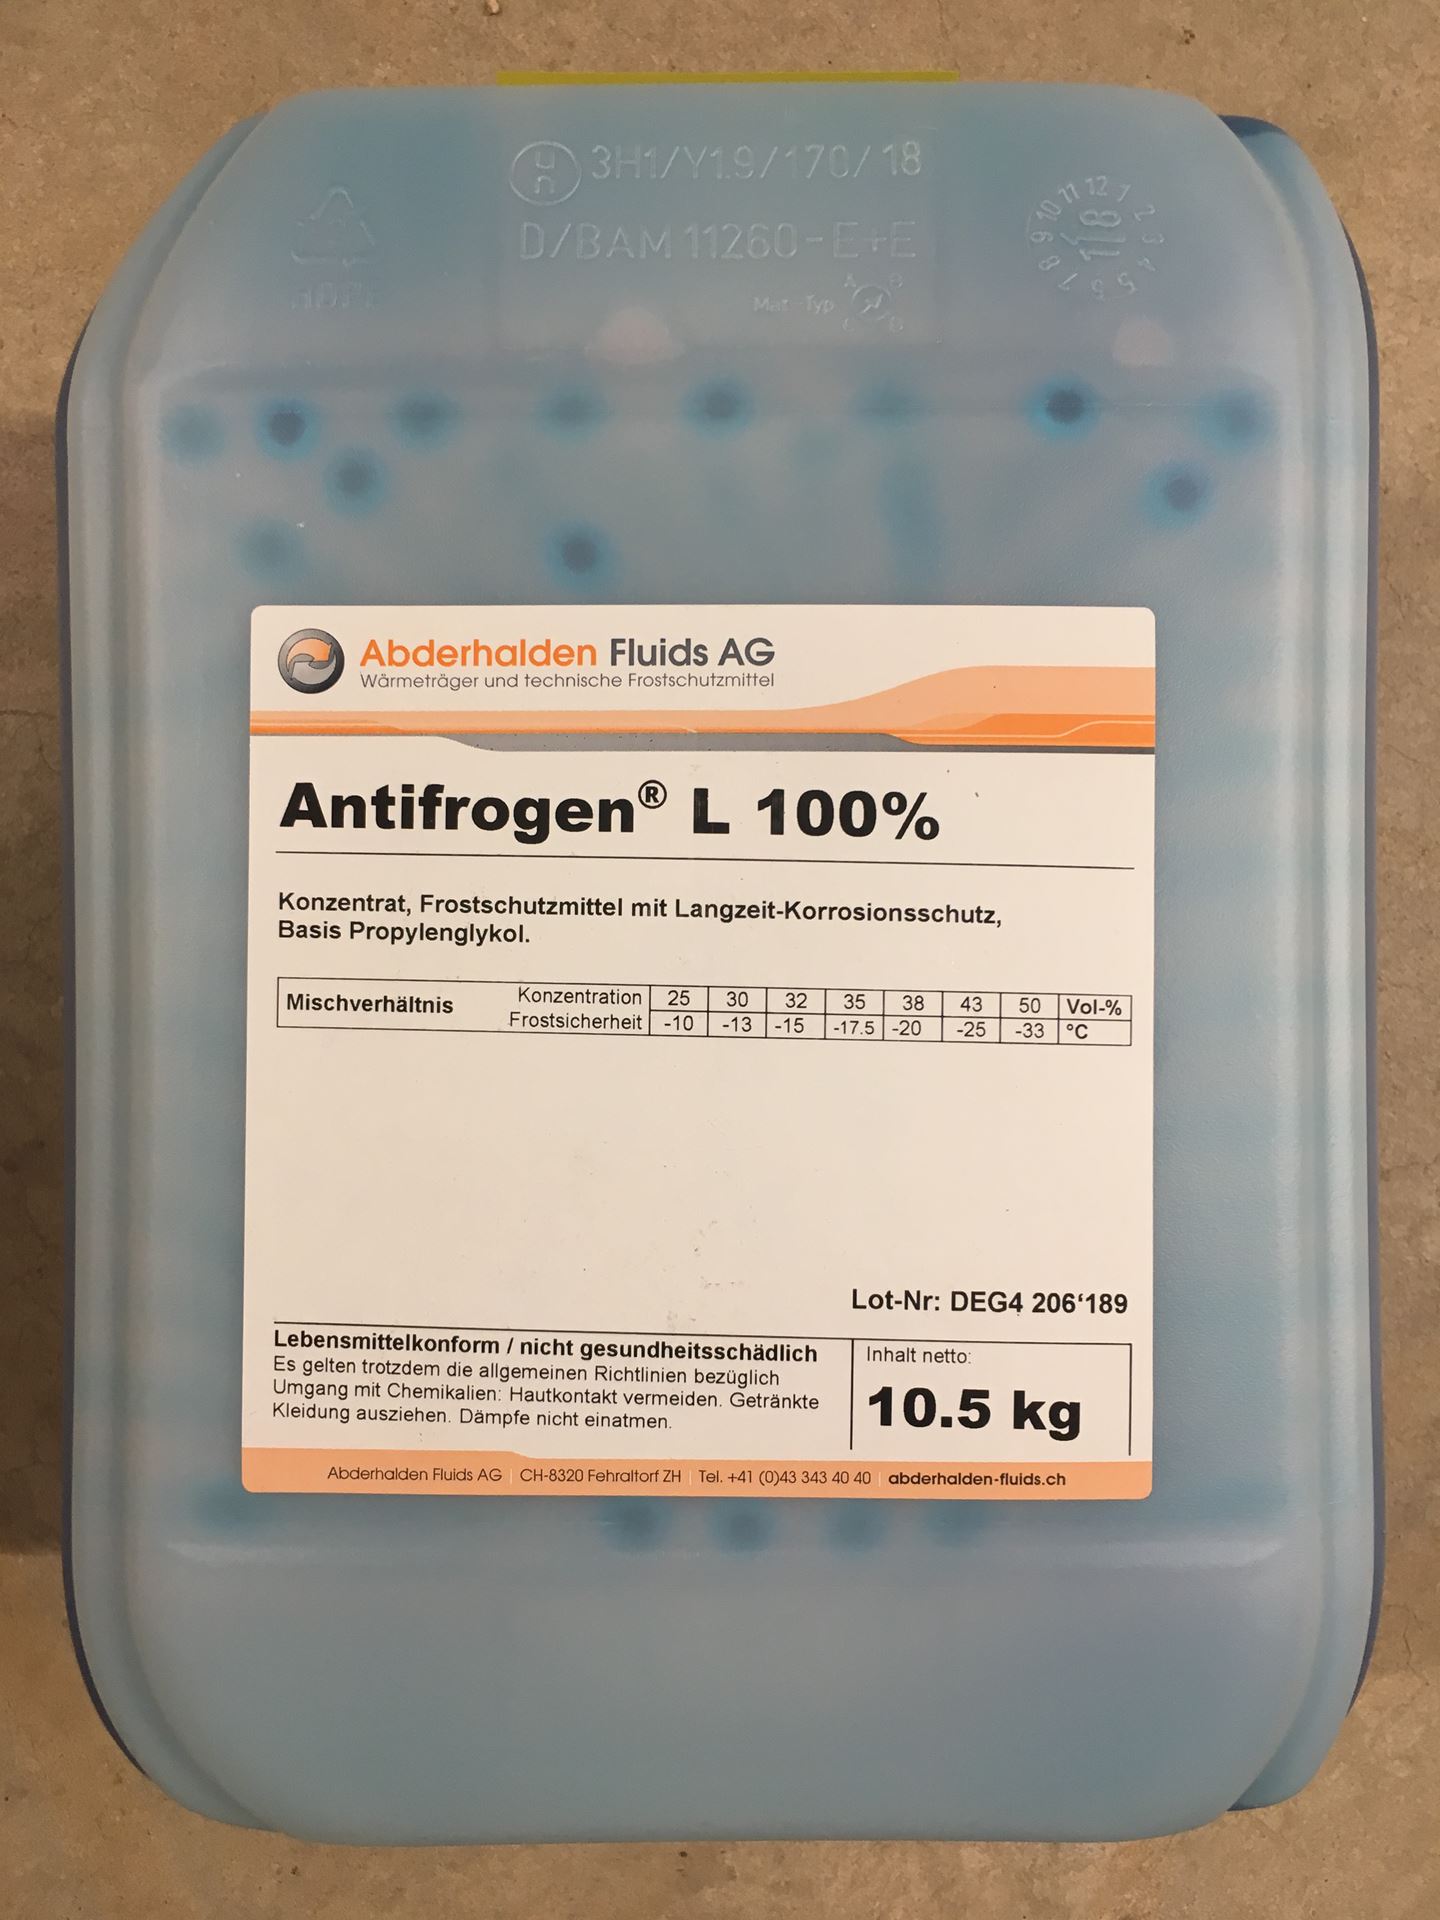 un 3H1/Y1.9/170/18
D/BAM 11260-E+E
Mat-Typ
Abderhalden Fluids AG
Wärmeträger und technische Frostschutzmittel
Antifrogen® L 100%
Konzentrat, Frostschutzmittel mit Langzeit-Korrosionsschutz,
Basis Propylenglykol.
Mischverhältnis Konzentration 25 30 32 35 38 43 50 Vol-%
Frostsicherheit -10 -13 -15 -17.5 -20 -25 -33 °C
Lot-Nr: DEG4 206‘189
Lebensmittelkonform / nicht gesundheitsschädlich
Es gelten trotzdem die allgemeinen Richtlinien bezüglich
Umgang mit Chemikalien: Hautkontakt vermeiden. Getränkte
Kleidung ausziehen. Dämpfe nicht einatmen.
Inhalt netto:
10.5 kg
Abderhalden Fluids AG | CH-8320 Fehraltorf ZH | Tel. +41 (0)43 343 40 40 | abderhalden-fluids.ch